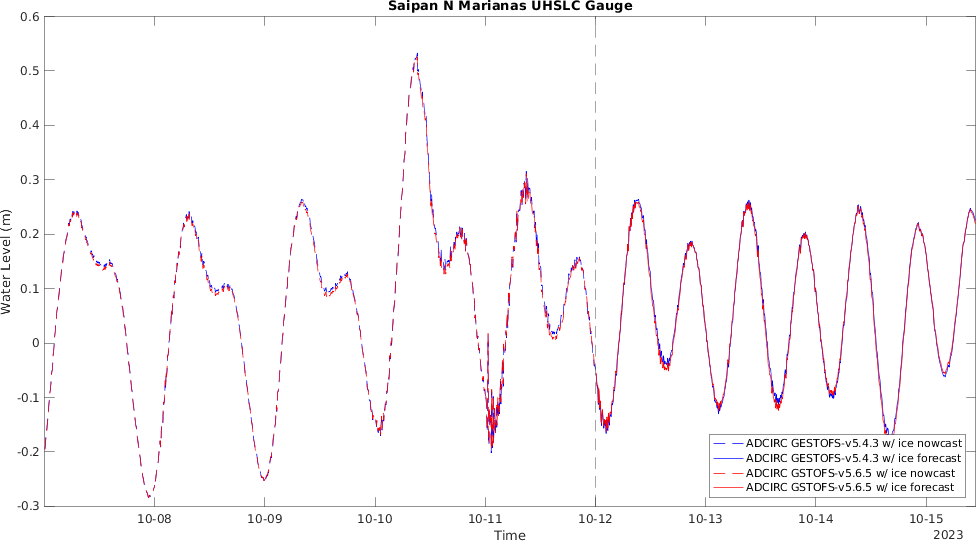 Saipan N Marianas UHSLC Gauge
0.6
0.5
0.4
0.3
0.2
0.1
0
-0.1
-0.2
-0.3
Water Level (m)
ADCIRC GESTOFS-v5.4.3 w/ ice nowcast
ADCIRC GESTOFS-v5.4.3 w/ ice forecast
ADCIRC GSTOFS-v5.6.5 w/ ice nowcast
ADCIRC GSTOFS-v5.6.5 w/ ice forecast
10-08 10-09 10-10 10-11 10-12 10-13 10-14 10-15
Time
2023